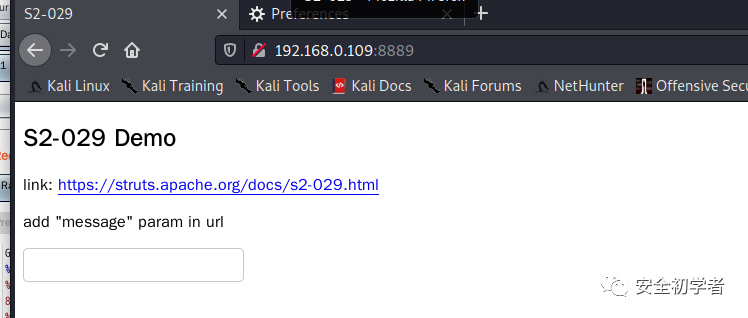 S2-029
Preferences
192.168.0.109:8889
Kali Linux Kali Training Kali Tools Kali Docs Kali Forums NetHunter Offensive Secu
S2-029 Demo
link: https://struts.apache.org/docs/s2-029.html
add "message" param in url
安全初学者